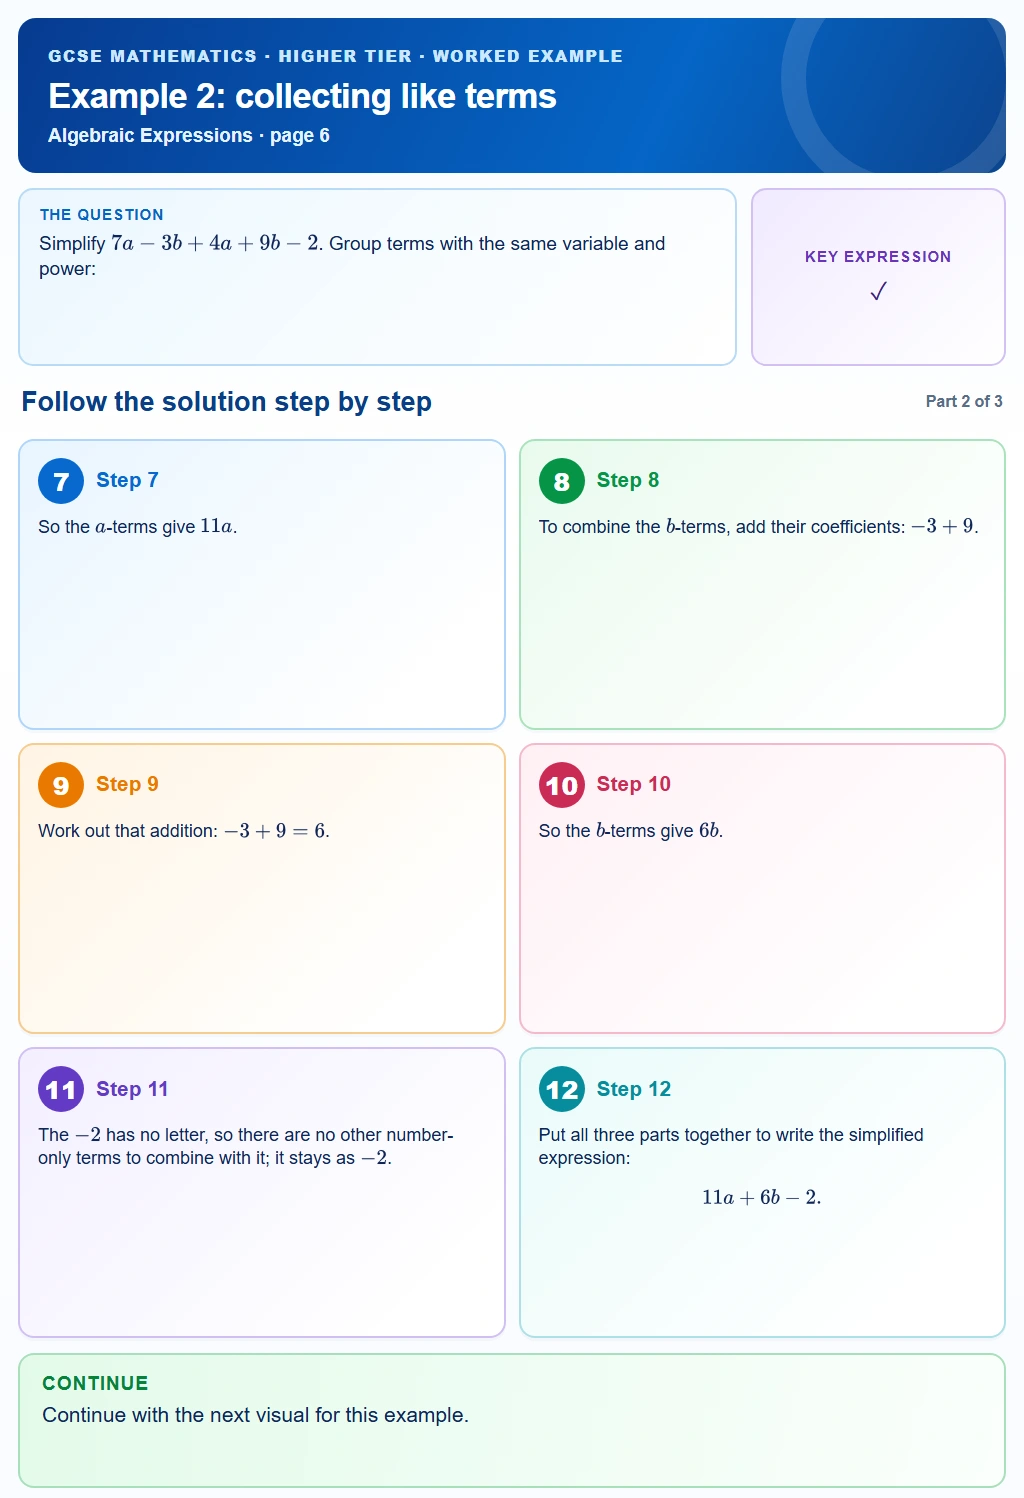 GCSE MATHEMATICS · HIGHER TIER · WORKED EXAMPLE
Example 2: collecting like terms
Algebraic Expressions · page 6
THE QUESTION
Simplify 7a − 3b + 4a + 9b − 2. Group terms with the same variable and
power:
KEY EXPRESSION
✓
Follow the solution step by step
Part 2 of 3
7 Step 7
So the a-terms give 11a.
8 Step 8
To combine the b-terms, add their coefficients: −3 + 9.
9 Step 9
Work out that addition: −3 + 9 = 6.
10 Step 10
So the b-terms give 6b.
11 Step 11
The −2 has no letter, so there are no other number-
only terms to combine with it; it stays as −2.
12 Step 12
Put all three parts together to write the simplified
expression:
11a + 6b − 2.
CONTINUE
Continue with the next visual for this example.